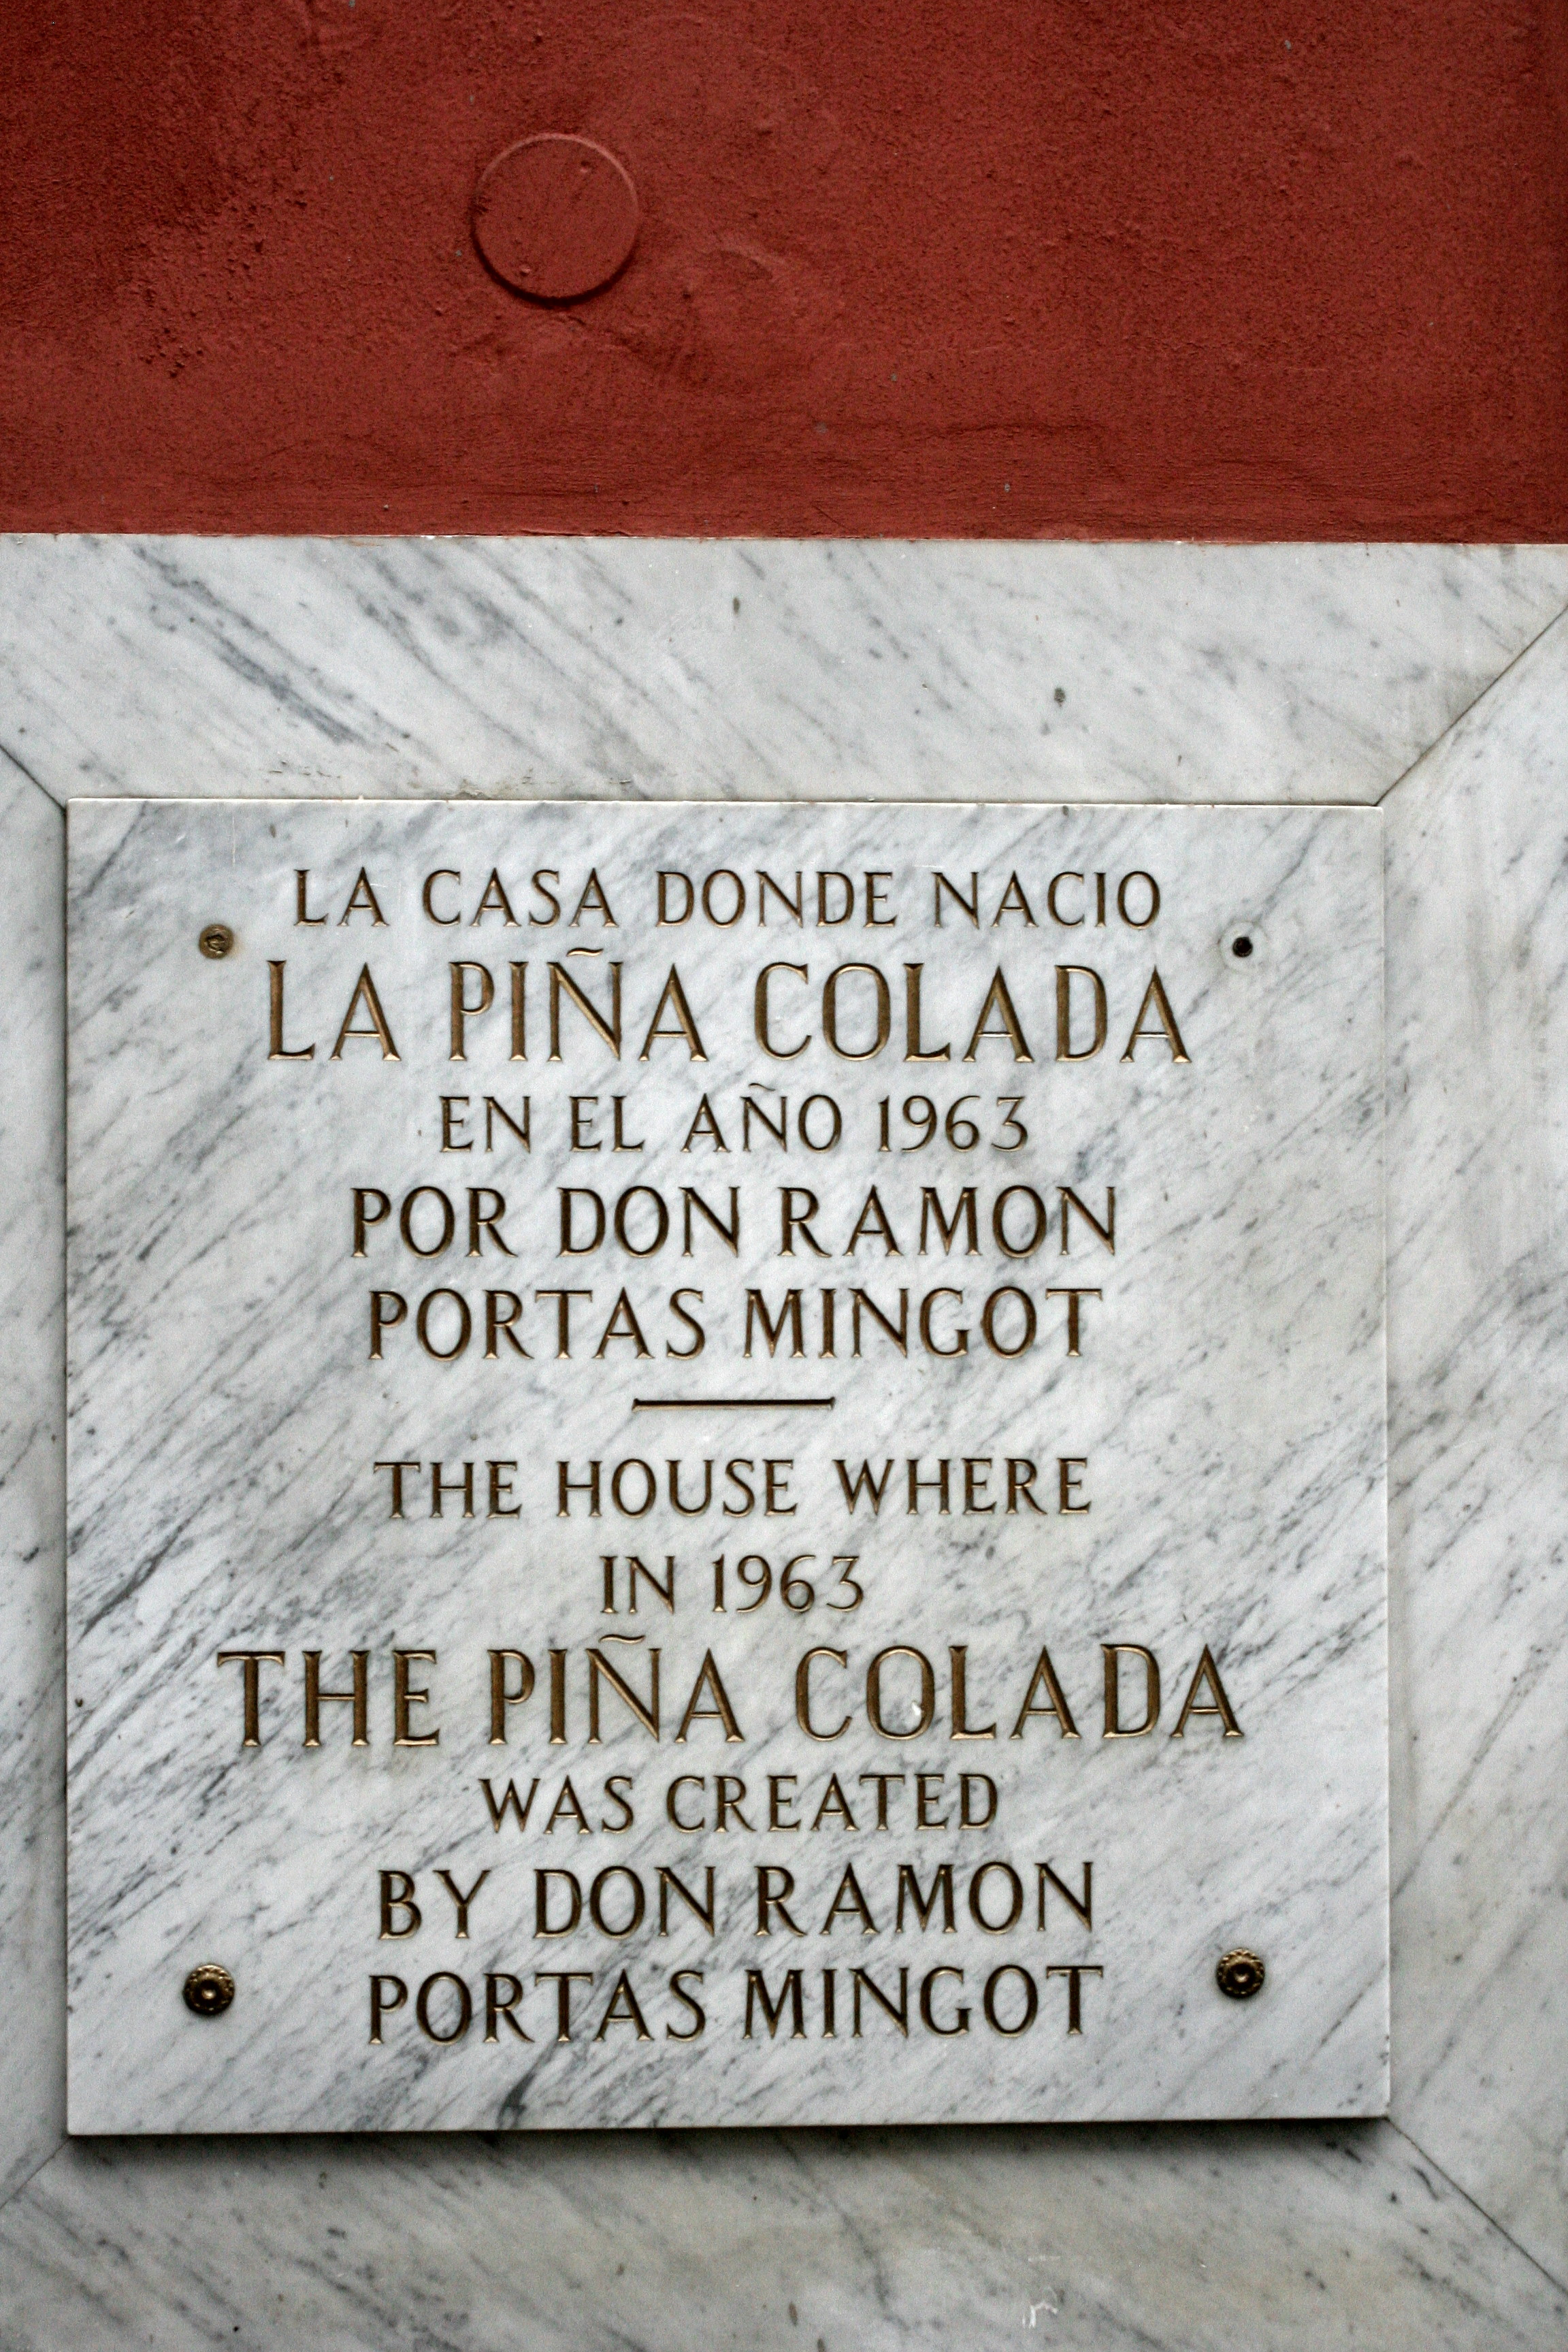 LA CASA DONDE NACIO
LA PIÑA COLADA
EN EL AÑO 1963
POR DON RAMON
PORTAS MINGOT
THE HOUSE WHERE
IN 1963
THE PIÑA COLADA
WAS CREATED
BY DON RAMON
PORTAS MINGOT